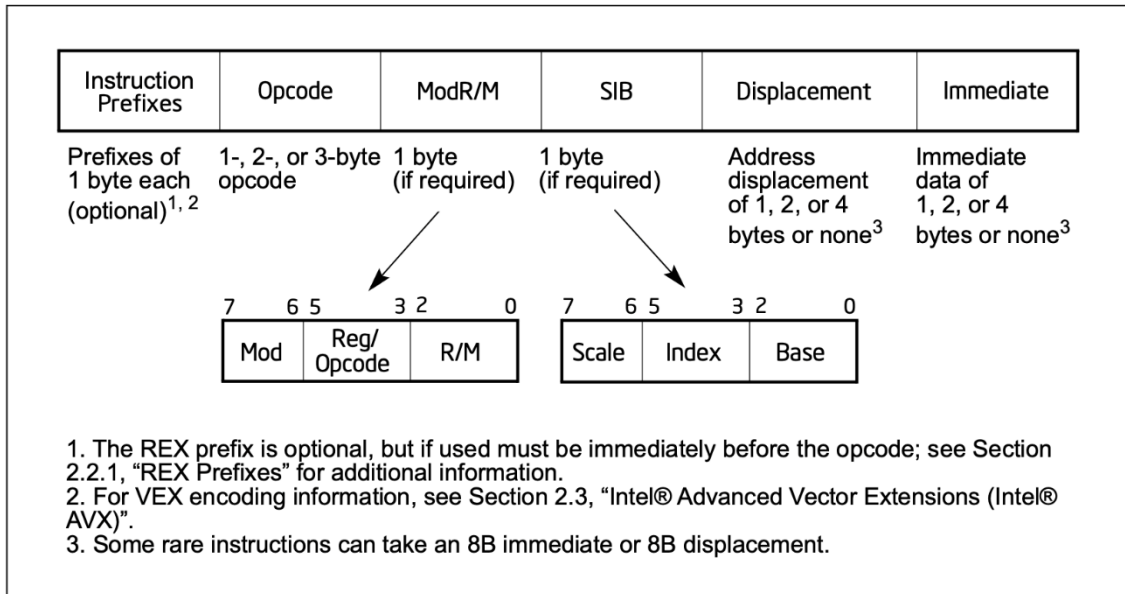 Instruction Prefixes Opcode ModR/M SIB Displacement Immediate
Prefixes of 1 byte each (optional)1, 2
1-, 2-, or 3-byte opcode
1 byte (if required)
1 byte (if required)
Address displacement of 1, 2, or 4 bytes or none3
Immediate data of 1, 2, or 4 bytes or none3
7 6 5 3 2 0
Mod Reg/Opcode R/M
7 6 5 3 2 0
Scale Index Base
1. The REX prefix is optional, but if used must be immediately before the opcode; see Section
2.2.1, “REX Prefixes” for additional information.
2. For VEX encoding information, see Section 2.3, “Intel® Advanced Vector Extensions (Intel®
AVX)”.
3. Some rare instructions can take an 8B immediate or 8B displacement.